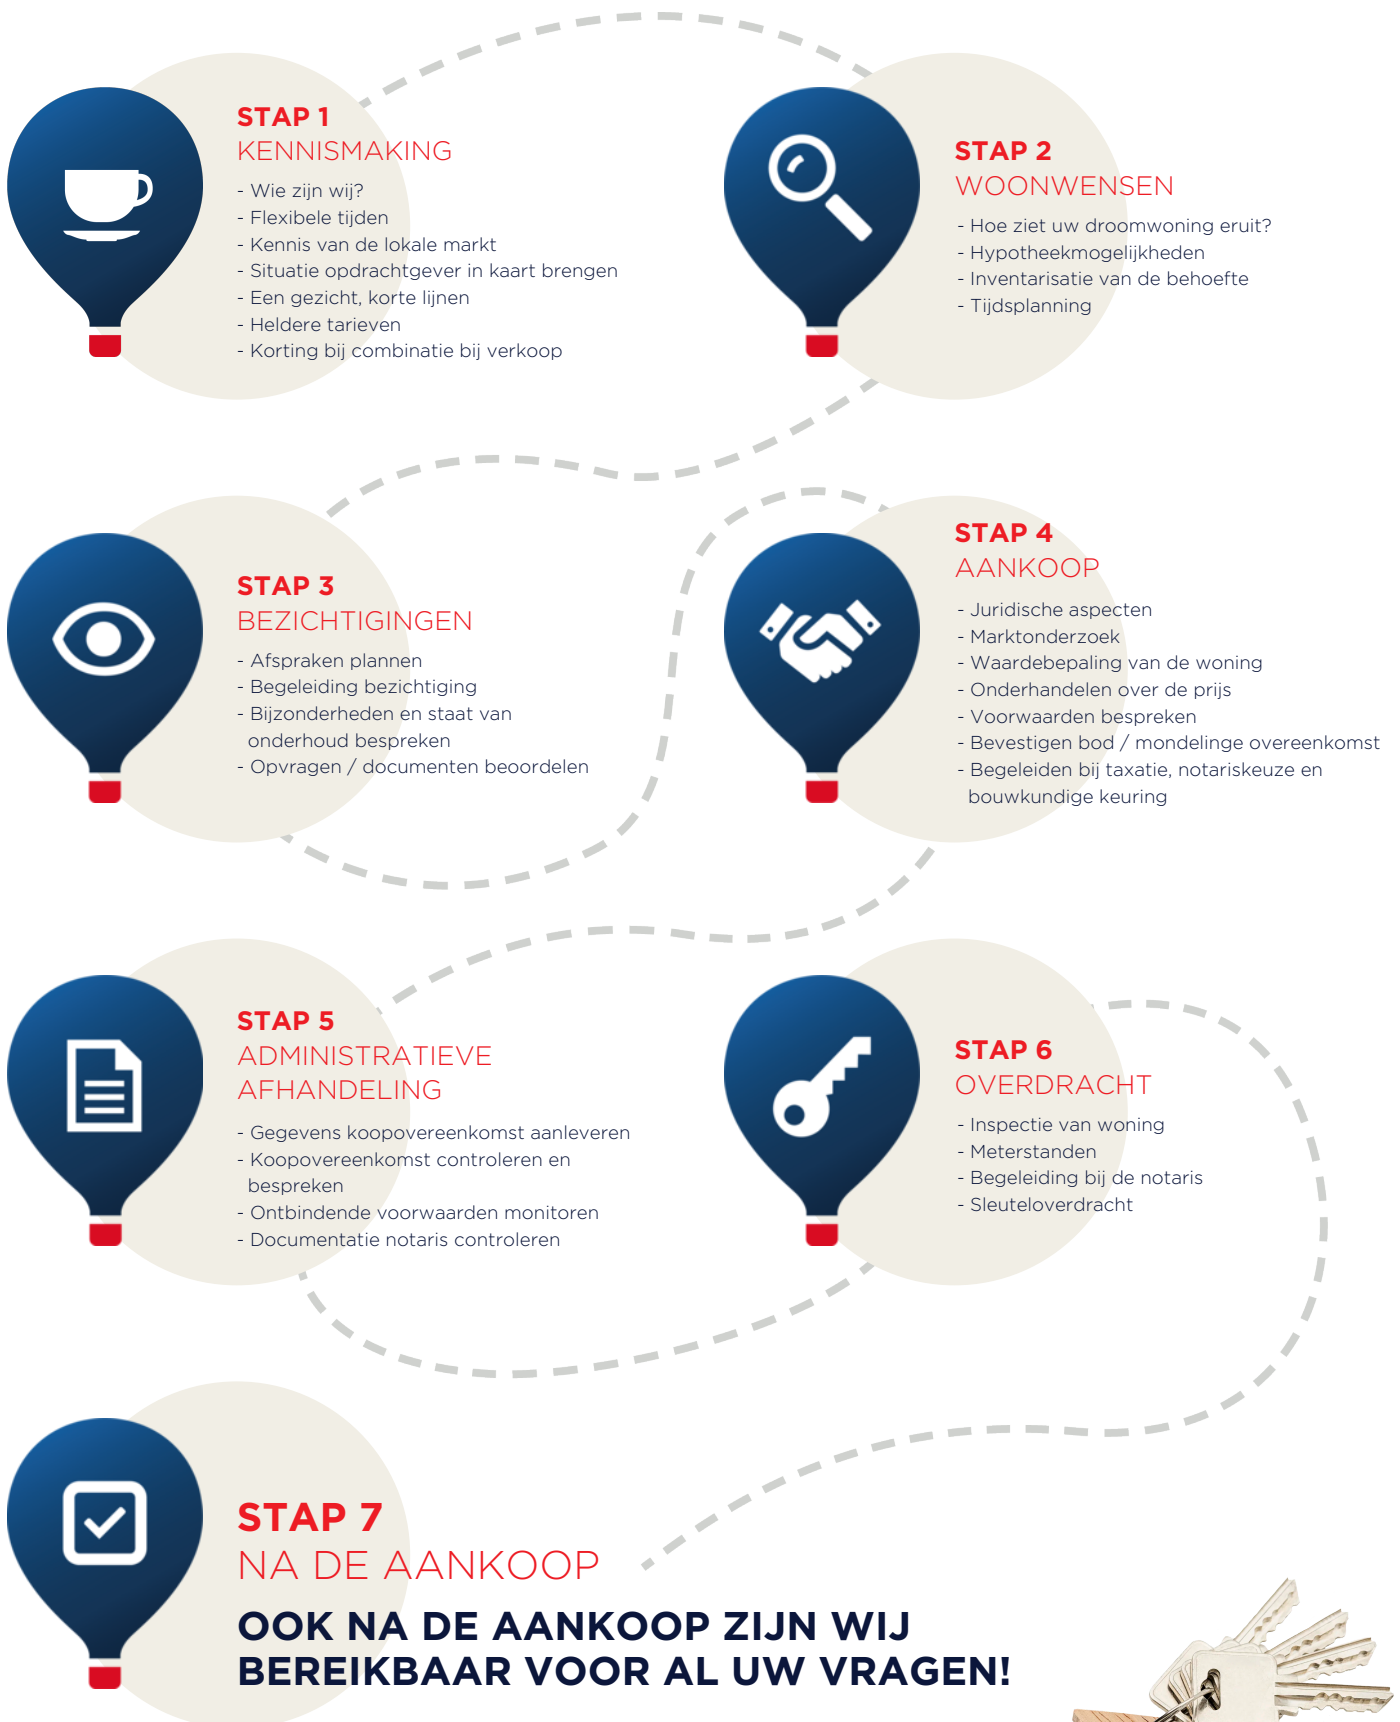 STAP 1
KENNISMAKING
- Wie zijn wij?
- Flexibele tijden
- Kennis van de lokale markt
- Situatie opdrachtgever in kaart brengen
- Een gezicht, korte lijnen
- Heldere tarieven
- Korting bij combinatie bij verkoop
STAP 2
WOONWENSEN
- Hoe ziet uw droomwoning eruit?
- Hypotheekmogelijkheden
- Inventarisatie van de behoefte
- Tijdsplanning
STAP 3
BEZICHTIGINGEN
- Afspraken plannen
- Begeleiding bezichtiging
- Bijzonderheden en staat van
onderhoud bespreken
- Opvragen / documenten beoordelen
STAP 4
AANKOOP
- Juridische aspecten
- Marktonderzoek
- Waardebepaling van de woning
- Onderhandelen over de prijs
- Voorwaarden bespreken
- Bevestigen bod / mondelinge overeenkomst
- Begeleiden bij taxatie, notariskeuze en
bouwkundige keuring
STAP 5
ADMINISTRATIEVE
AFHANDELING
- Gegevens koopovereenkomst aanleveren
- Koopovereenkomst controleren en
bespreken
- Ontbindende voorwaarden monitoren
- Documentatie notaris controleren
STAP 6
OVERDRACHT
- Inspectie van woning
- Meterstanden
- Begeleiding bij de notaris
- Sleuteloverdracht
STAP 7
NA DE AANKOOP
OOK NA DE AANKOOP ZIJN WIJ
BEREIKBAAR VOOR AL UW VRAGEN!